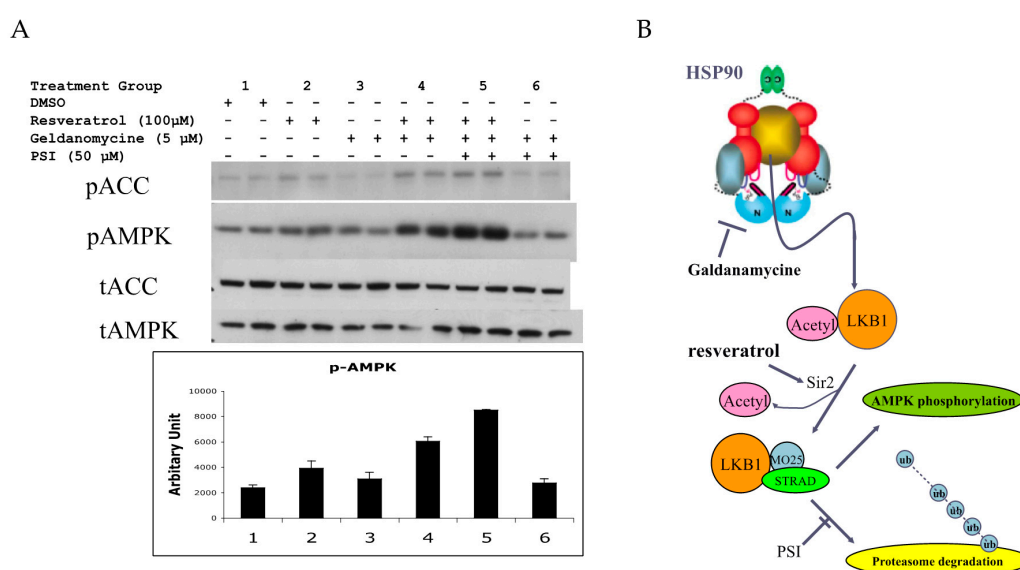 A
Treatment Group 1 2 3 4 5 6
DMSO + + - - - - - - - - - -
Resveratrol (100µM) - - + + - - + + + + - -
Geldanomycine (5 µM) - - - - + + + + + + + +
PSI (50 µM) - - - - - - - - + + + +
pACC
pAMPK
tACC
tAMPK
p-AMPK
Arbitary Unit
10000
8000
6000
4000
2000
0
1 2 3 4 5 6
B
HSP90
N N
Galdanamycine
Acetyl LKB1
resveratrol
Sir2
Acetyl
AMPK phosphorylation
LKB1 MO25
STRAD
ub
ub
ub
ub
ub
PSI
Proteasome degradation